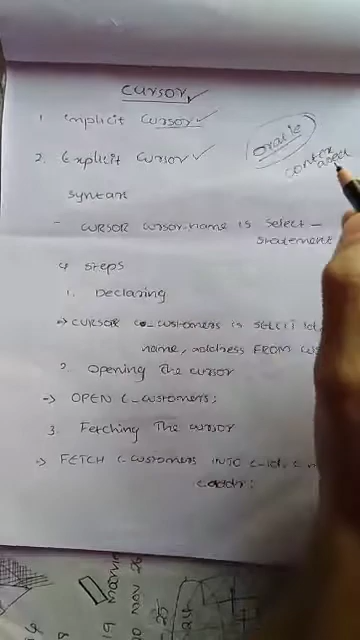 CURSOR
1. Implicit Cursor
Oracle
context
area
2. Explicit Cursor
Syntax
- CURSOR cursor-name is select -
statement
4 steps
1. Declaring
→ CURSOR c_customers is SELECT id,
name, address FROM
2. Opening The cursor
→ OPEN c_customers;
3. Fetching The cursor
→ FETCH c_customers INTO c_id,
c_addr;